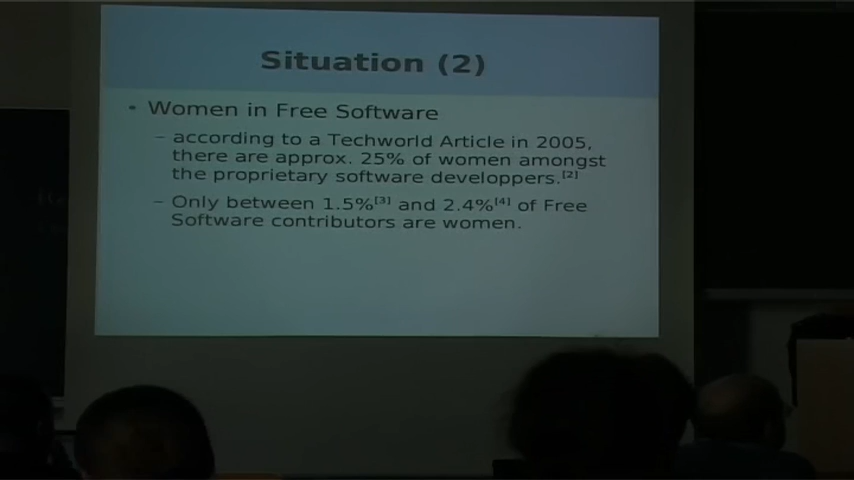 Situation (2)
• Women in Free Software
– according to a Techworld Article in 2005,
there are approx. 25% of women amongst
the proprietary software developpers.[2]
– Only between 1.5%[3] and 2.4%[4] of Free
Software contributors are women.